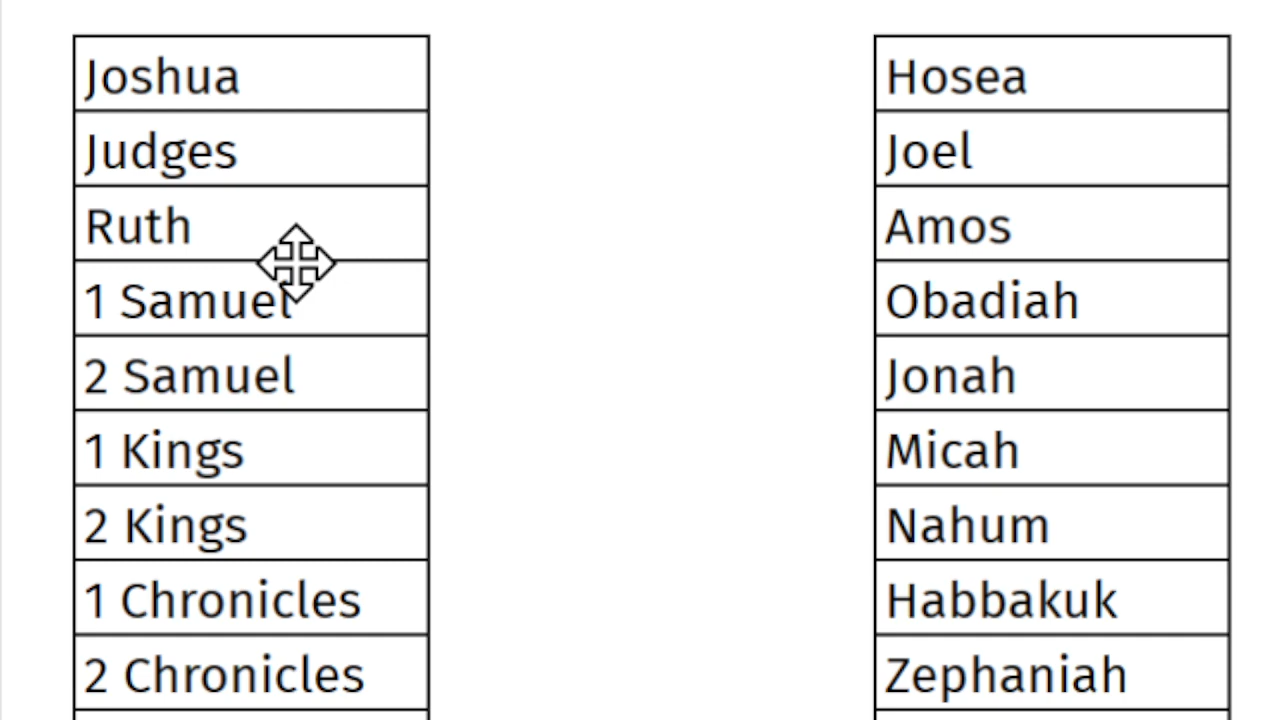 Joshua
Judges
Ruth
1 Samuel
2 Samuel
1 Kings
2 Kings
1 Chronicles
2 Chronicles
Hosea
Joel
Amos
Obadiah
Jonah
Micah
Nahum
Habbakuk
Zephaniah